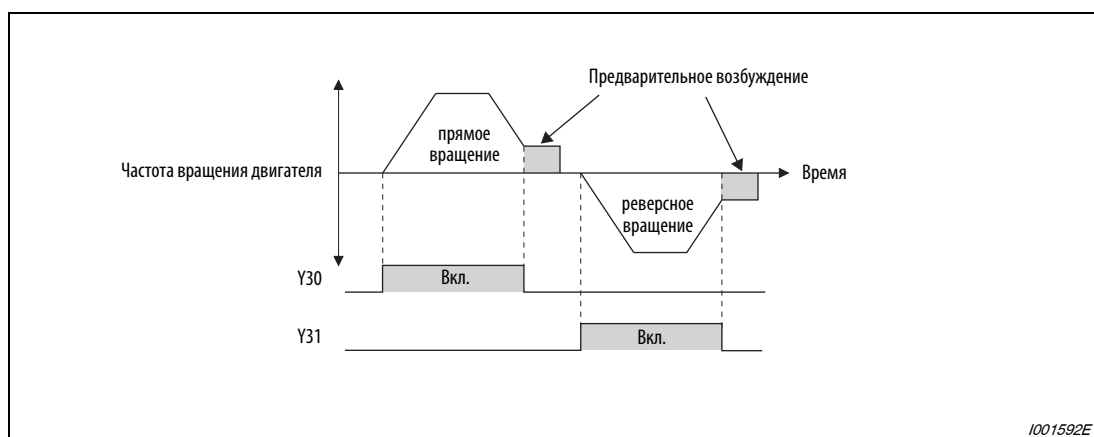 Предварительное возбуждение
прямое
вращение
Частота вращения двигателя
Время
реверсное
вращение
Y30
Вкл.
Y31
Вкл.
I001592E